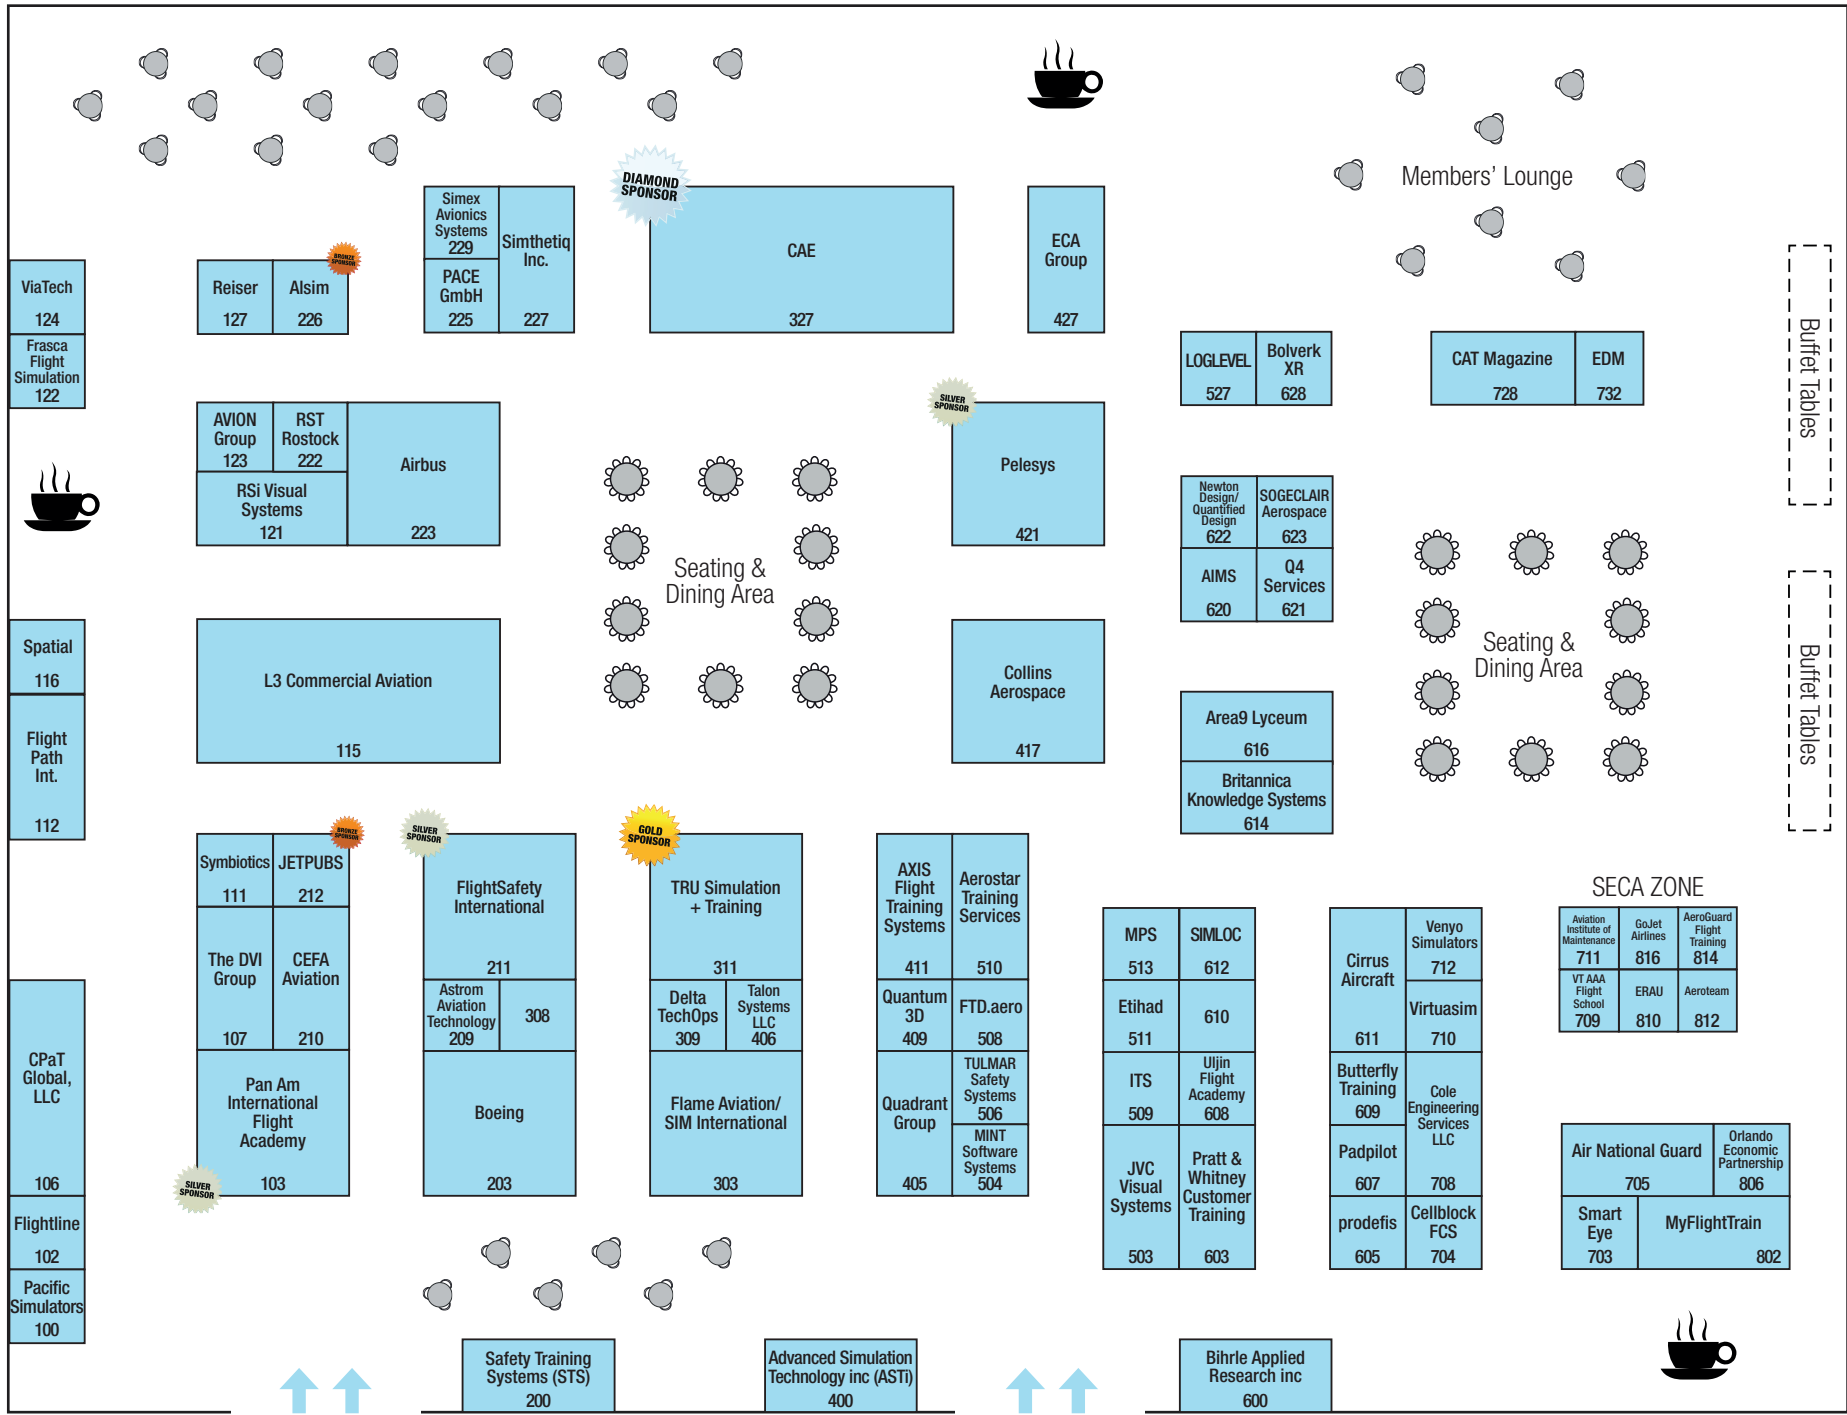 Members' Lounge
DIAMOND
SPONSOR
CAE
327
Simex
Avionics
Systems
229
Simthetiq
Inc.
227
PACE
GmbH
225
ECA
Group
427
ViaTech
124
Frasca
Flight
Simulation
122
Reiser
127
BRONZE
SPONSOR
Alsim
226
LOGLEVEL
527
Bolverk
XR
628
CAT Magazine
728
EDM
732
Buffet Tables
AVION
Group
123
RST
Rostock
222
RSi Visual
Systems
121
Airbus
223
SILVER
SPONSOR
Pelesys
421
Newton
Design/
Quantified
Design
622
SOGECLAIR
Aerospace
623
AIMS
620
Q4
Services
621
Seating &
Dining Area
Seating &
Dining Area
Buffet Tables
Spatial
116
Flight
Path
Int.
112
L3 Commercial Aviation
115
Collins
Aerospace
417
Area9 Lyceum
616
Britannica
Knowledge Systems
614
Symbiotics
111
BRONZE
SPONSOR
JETPUBS
212
The DVI
Group
107
CEFA
Aviation
210
Pan Am
International
Flight
Academy
103
SILVER
SPONSOR
SILVER
SPONSOR
FlightSafety
International
211
Astrom
Aviation
Technology
209
308
Boeing
203
GOLD
SPONSOR
TRU Simulation
+ Training
311
Delta
TechOps
309
Talon
Systems
LLC
406
Flame Aviation/
SIM International
303
AXIS
Flight
Training
Systems
411
Aerostar
Training
Services
510
Quantum
3D
409
FTD.aero
508
Quadrant
Group
405
TULMAR
Safety
Systems
506
MINT
Software
Systems
504
MPS
513
SIMLOC
612
Etihad
511
610
ITS
509
Uljin
Flight
Academy
608
JVC
Visual
Systems
503
Pratt &
Whitney
Customer
Training
603
Cirrus
Aircraft
611
Venyo
Simulators
712
Virtuasim
710
Butterfly
Training
609
Cole
Engineering
Services
LLC
708
Padpilot
607
prodefis
605
Cellblock
FCS
704
SECA ZONE
Aviation
Institute of
Maintenance
711
GoJet
Airlines
816
AeroGuard
Flight
Training
814
VT AAA
Flight
School
709
ERAU
810
Aeroteam
812
Air National Guard
705
Orlando
Economic
Partnership
806
Smart
Eye
703
MyFlightTrain
802
CPaT
Global,
LLC
106
Flightline
102
Pacific
Simulators
100
Safety Training
Systems (STS)
200
Advanced Simulation
Technology inc (ASTi)
400
Bihrle Applied
Research inc
600